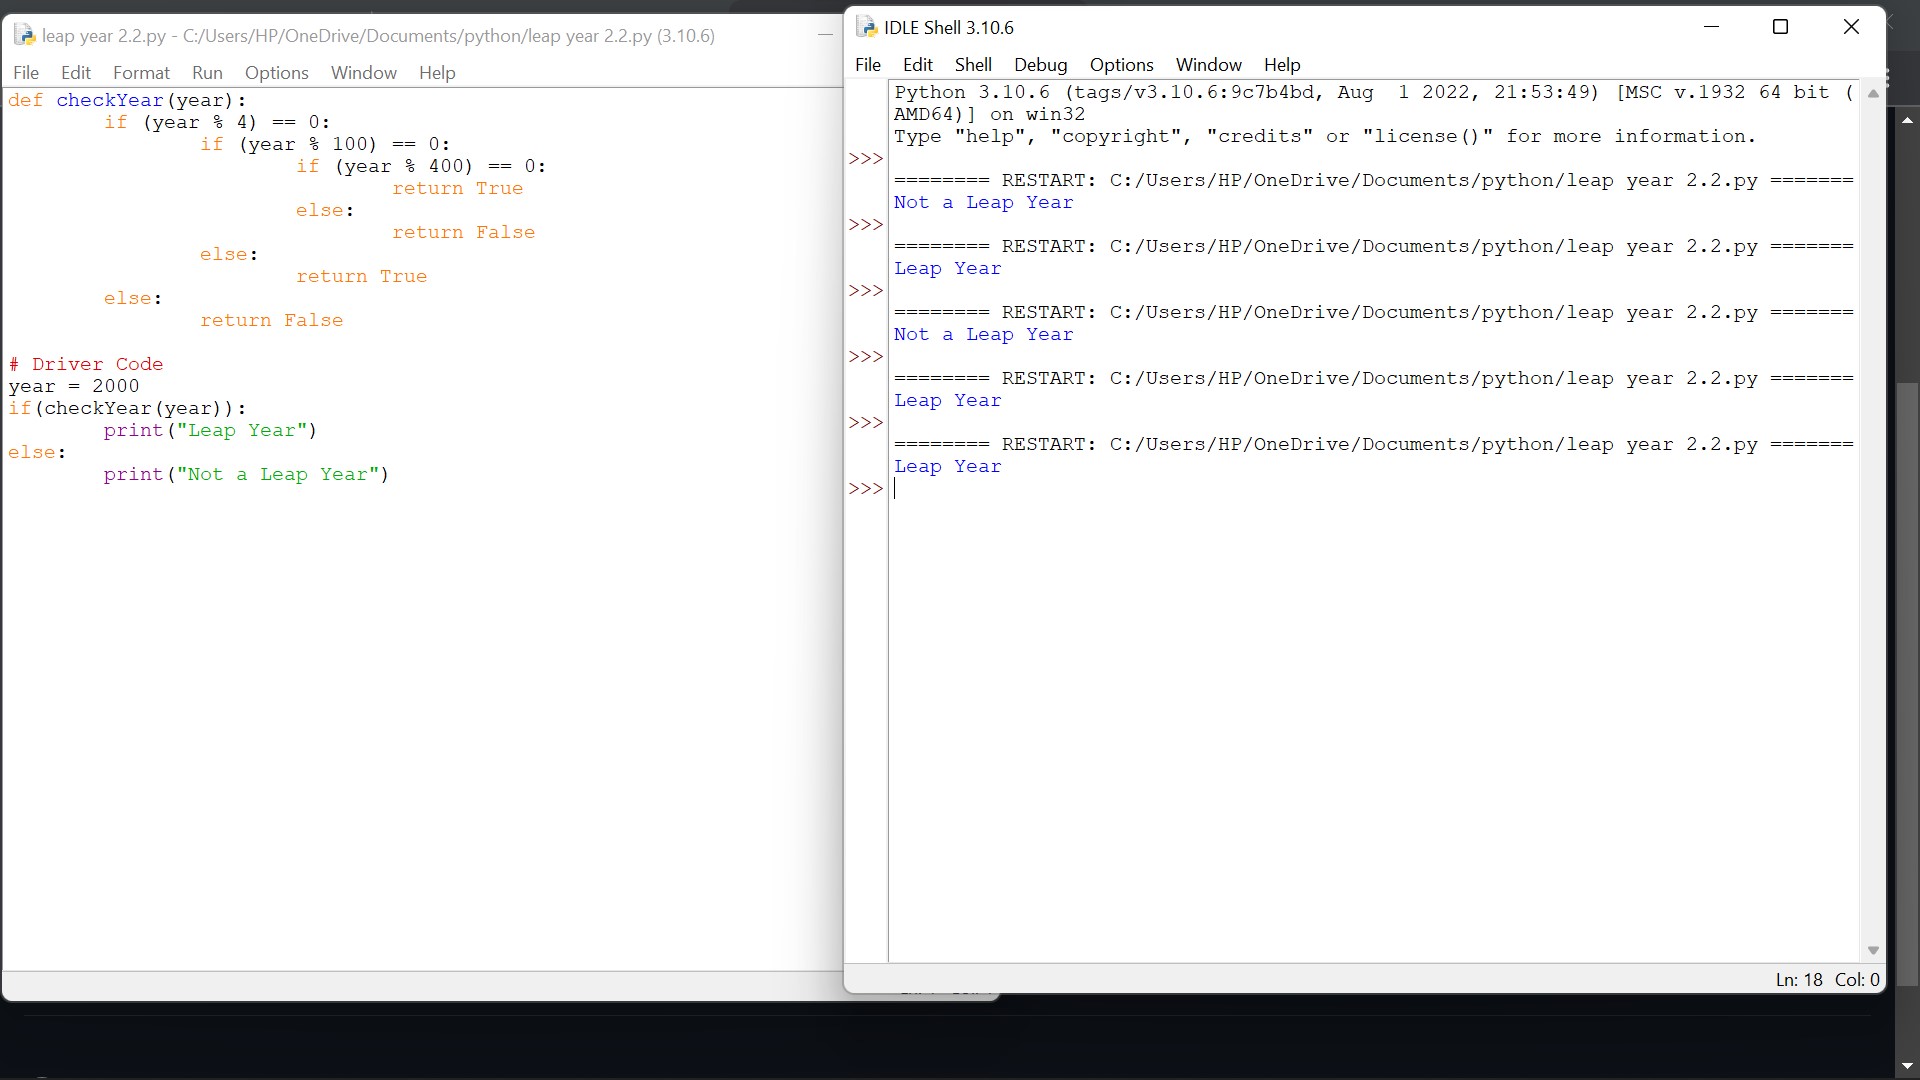 leap year 2.2.py - C:/Users/HP/OneDrive/Documents/python/leap year 2.2.py (3.10.6)
File Edit Format Run Options Window Help
def checkYear(year):
        if (year % 4) == 0:
                if (year % 100) == 0:
                        if (year % 400) == 0:
                                return True
                        else:
                                return False
                else:
                        return True
        else:
                return False
# Driver Code
year = 2000
if(checkYear(year)):
        print("Leap Year")
else:
        print("Not a Leap Year")
IDLE Shell 3.10.6
File Edit Shell Debug Options Window Help
Python 3.10.6 (tags/v3.10.6:9c7b4bd, Aug  1 2022, 21:53:49) [MSC v.1932 64 bit (
AMD64)] on win32
Type "help", "copyright", "credits" or "license()" for more information.
>>>
======== RESTART: C:/Users/HP/OneDrive/Documents/python/leap year 2.2.py =======
Not a Leap Year
>>>
======== RESTART: C:/Users/HP/OneDrive/Documents/python/leap year 2.2.py =======
Leap Year
>>>
======== RESTART: C:/Users/HP/OneDrive/Documents/python/leap year 2.2.py =======
Not a Leap Year
>>>
======== RESTART: C:/Users/HP/OneDrive/Documents/python/leap year 2.2.py =======
Leap Year
>>>
======== RESTART: C:/Users/HP/OneDrive/Documents/python/leap year 2.2.py =======
Leap Year
>>>
Ln: 18 Col: 0